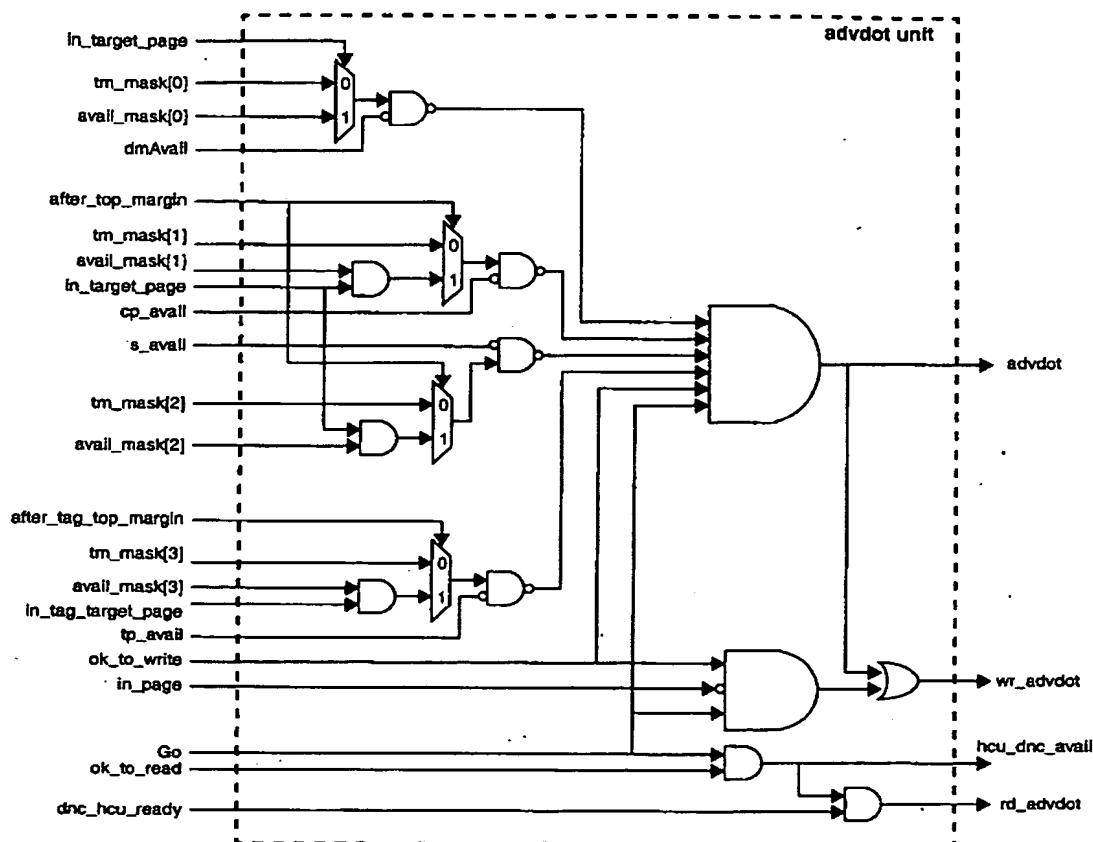 advdot unit
in_target_page
tm_mask[0]
0
avail_mask[0]
1
dmAvail
after_top_margin
tm_mask[1]
0
avail_mask[1]
1
in_target_page
cp_avail
s_avail
advdot
tm_mask[2]
0
avail_mask[2]
1
after_tag_top_margin
tm_mask[3]
0
avail_mask[3]
1
in_tag_target_page
tp_avail
ok_to_write
in_page
wr_advdot
Go
hcu_dnc_avail
ok_to_read
dnc_hcu_ready
rd_advdot